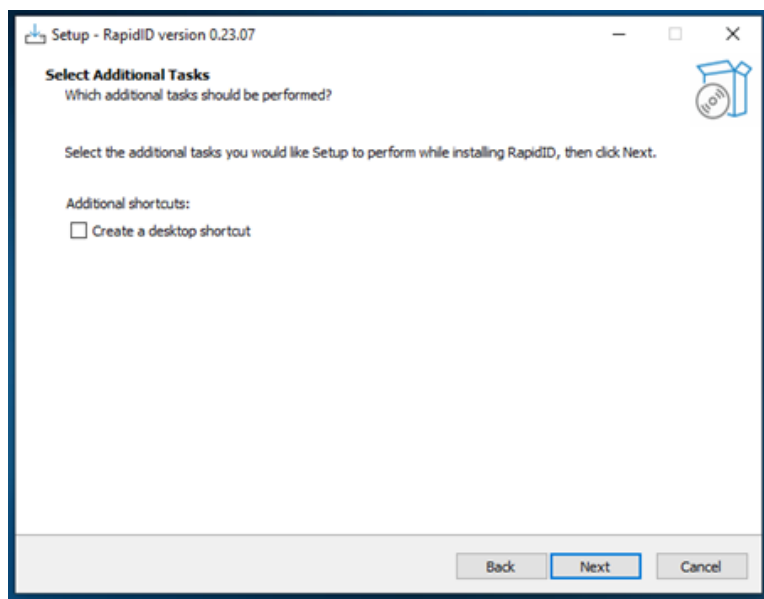 Setup - RapidID version 0.23.07
Select Additional Tasks
Which additional tasks should be performed?
Select the additional tasks you would like Setup to perform while installing RapidID, then click Next.
Additional shortcuts:
Create a desktop shortcut
Back Next Cancel